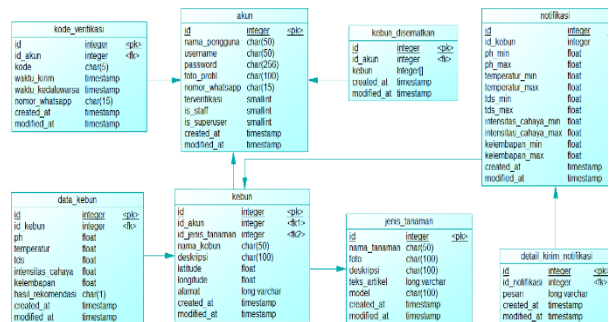 kode_verifikasi
id integer <pk>
id_akun integer <fk>
kode char(5)
waktu_kirim timestamp
waktu_kedaluwarsa timestamp
nomor_whatsapp char(15)
created_at timestamp
modified_at timestamp
akun
id integer <pk>
nama_pengguna char(50)
username char(50)
password char(256)
foto_profil char(100)
nomor_whatsapp char(15)
terverifikasi smallint
is_staff smallint
is_superuser smallint
created_at timestamp
modified_at timestamp
kebun_disematkan
id integer <pk>
id_akun integer <fk>
kebun Integer[]
created_at timestamp
modified_at timestamp
notifikasi
id integer
id_kebun integer
ph_min float
ph_max float
temperatur_min float
temperatur_max float
tds_min float
tds_max float
intensitas_cahaya_min float
intensitas_cahaya_max float
kelembapan_min float
kelembapan_max float
created_at timestamp
modified_at timestamp
data_kebun
id integer <pk>
id_kebun integer <fk>
ph float
temperatur float
tds float
intensitas_cahaya float
kelembapan float
hasil_rekomendasi char(1)
created_at timestamp
modified_at timestamp
kebun
id integer <pk>
id_akun integer <fk1>
id_jenis_tanaman integer <fk2>
nama_kebun char(50)
deskripsi char(100)
latitude float
longitude float
alamat long varchar
created_at timestamp
modified_at timestamp
jenis_tanaman
id integer <pk>
nama_tanaman char(50)
foto char(100)
deskripsi char(100)
teks_artikel long varchar
model char(100)
created_at timestamp
modified_at timestamp
detail_kirim_notifikasi
id integer <pk>
id_notifikasi integer <fk>
pesan long varchar
created_at timestamp
modified_at timestamp